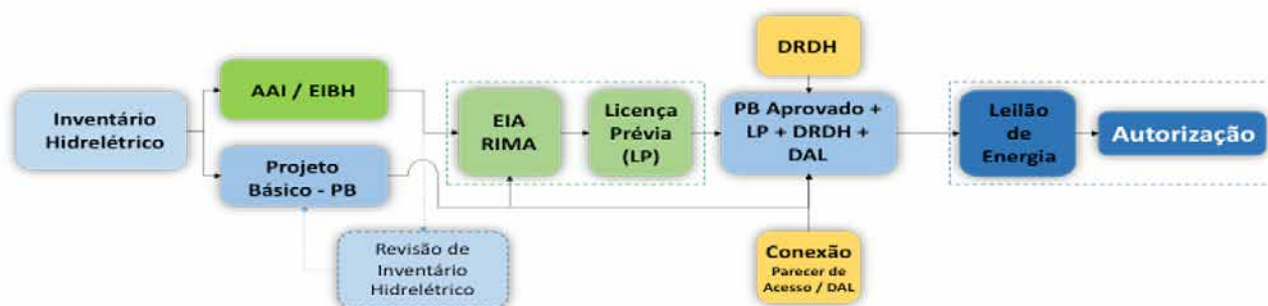 Inventário
Hidrelétrico
AAI / EIBH
Projeto
Básico - PB
Revisão de
Inventário
Hidrelétrico
EIA
RIMA
Licença
Prévia
(LP)
DRDH
PB Aprovado +
LP + DRDH +
DAL
Conexão
Parecer de
Acesso / DAL
Leilão
de
Energia
Autorização